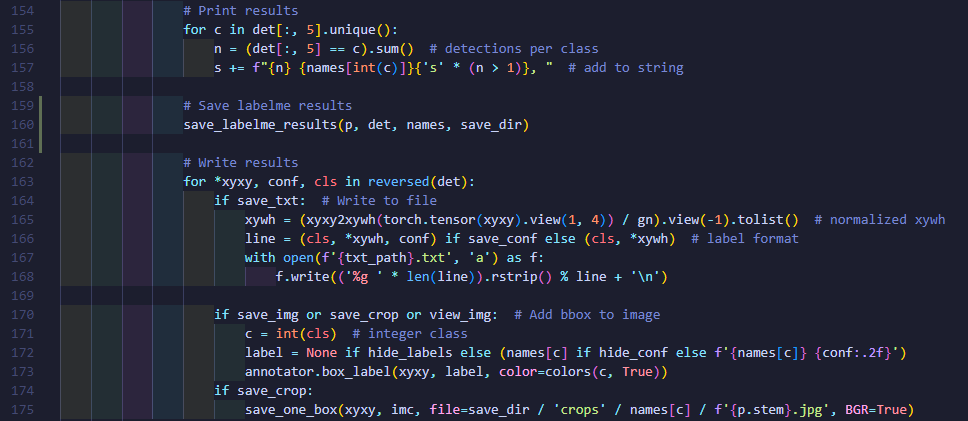 154 # Print results
155 for c in det[:, 5].unique():
156 n = (det[:, 5] == c).sum()  # detections per class
157 s += f"{n} {names[int(c)]}{'s' * (n > 1)}, "  # add to string
158
159 # Save labelme results
160 save_labelme_results(p, det, names, save_dir)
161
162 # Write results
163 for *xyxy, conf, cls in reversed(det):
164 if save_txt:  # Write to file
165 xywh = (xyxy2xywh(torch.tensor(xyxy).view(1, 4)) / gn).view(-1).tolist()  # normalized xywh
166 line = (cls, *xywh, conf) if save_conf else (cls, *xywh)  # label format
167 with open(f'{txt_path}.txt', 'a') as f:
168 f.write(('%g ' * len(line)).rstrip() % line + '\n')
169
170 if save_img or save_crop or view_img:  # Add bbox to image
171 c = int(cls)  # integer class
172 label = None if hide_labels else (names[c] if hide_conf else f'{names[c]} {conf:.2f}')
173 annotator.box_label(xyxy, label, color=colors(c, True))
174 if save_crop:
175 save_one_box(xyxy, imc, file=save_dir / 'crops' / names[c] / f'{p.stem}.jpg', BGR=True)